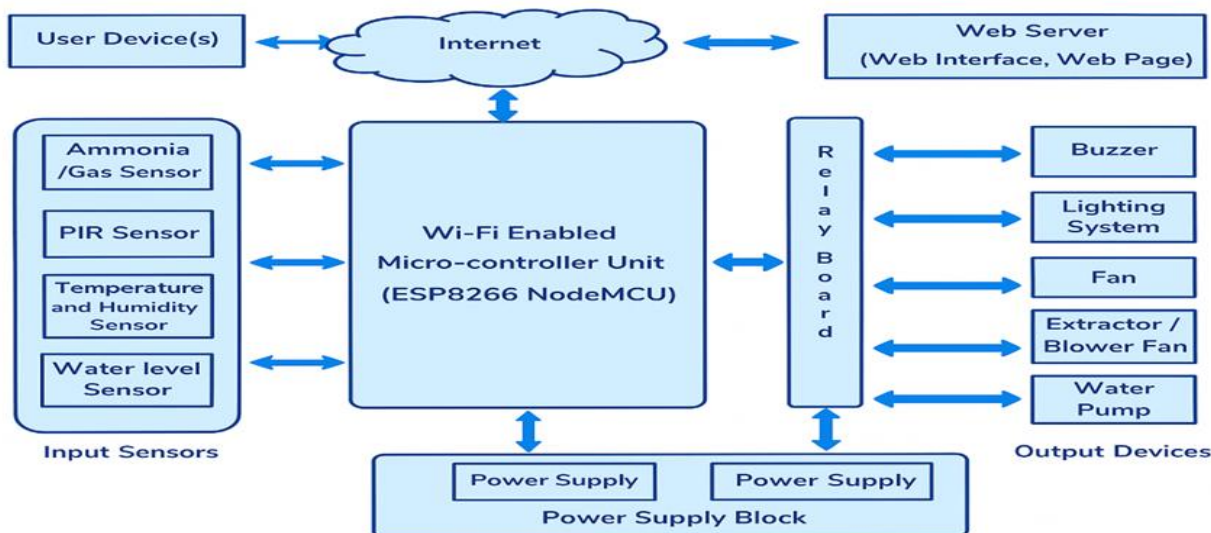 User Device(s)
Internet
Web Server
(Web Interface, Web Page)
Ammonia
/Gas Sensor
PIR Sensor
Temperature
and Humidity
Sensor
Water level
Sensor
Input Sensors
Wi-Fi Enabled
Micro-controller Unit
(ESP8266 NodeMCU)
Relay Board
Buzzer
Lighting
System
Fan
Extractor /
Blower Fan
Water
Pump
Output Devices
Power Supply
Power Supply
Power Supply Block